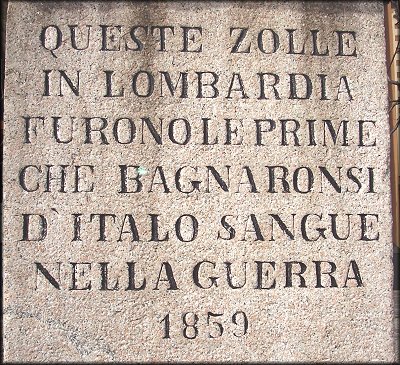 QUESTE ZOLLE
IN LOMBARDIA
FURONO LE PRIME
CHE BAGNARONSI
D'ITALO SANGUE
NELLA GUERRA
1859